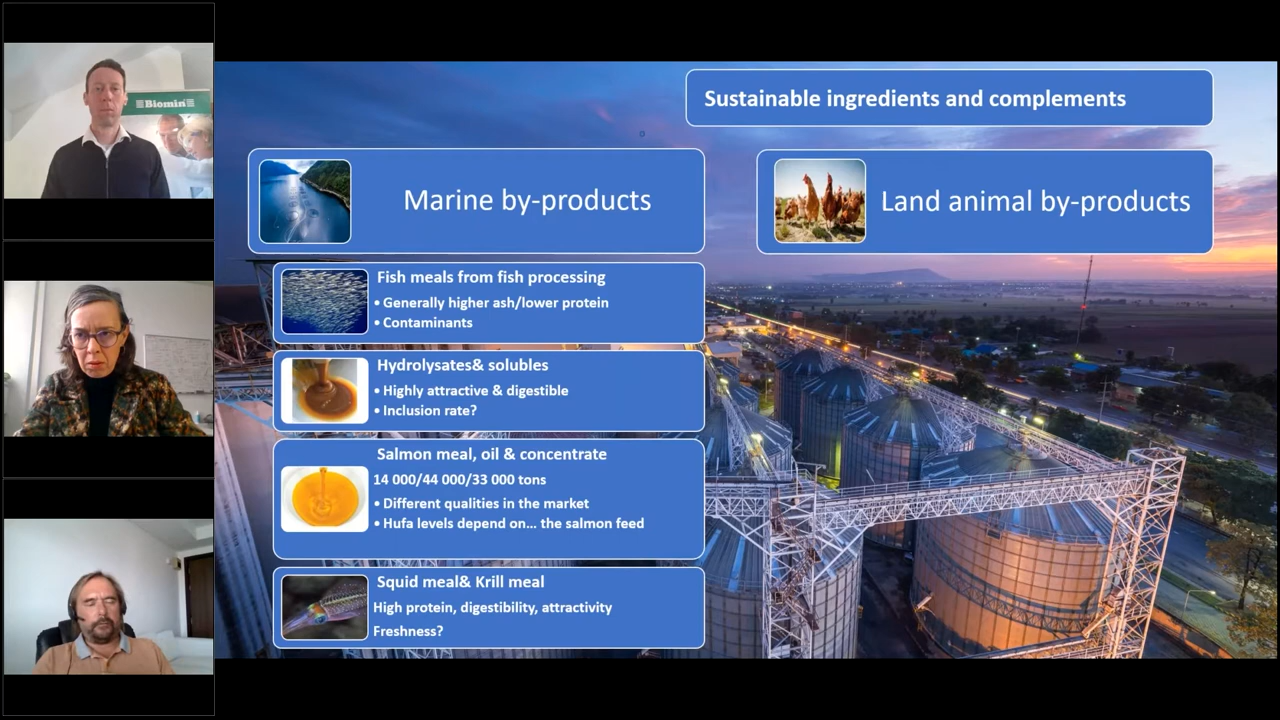 ≡Biomin≡
Sustainable ingredients and complements
Marine by-products
Land animal by-products
Fish meals from fish processing
• Generally higher ash/lower protein
• Contaminants
Hydrolysates& solubles
• Highly attractive & digestible
• Inclusion rate?
Salmon meal, oil & concentrate
14 000/44 000/33 000 tons
• Different qualities in the market
• Hufa levels depend on... the salmon feed
Squid meal& Krill meal
High protein, digestibility, attractivity
Freshness?